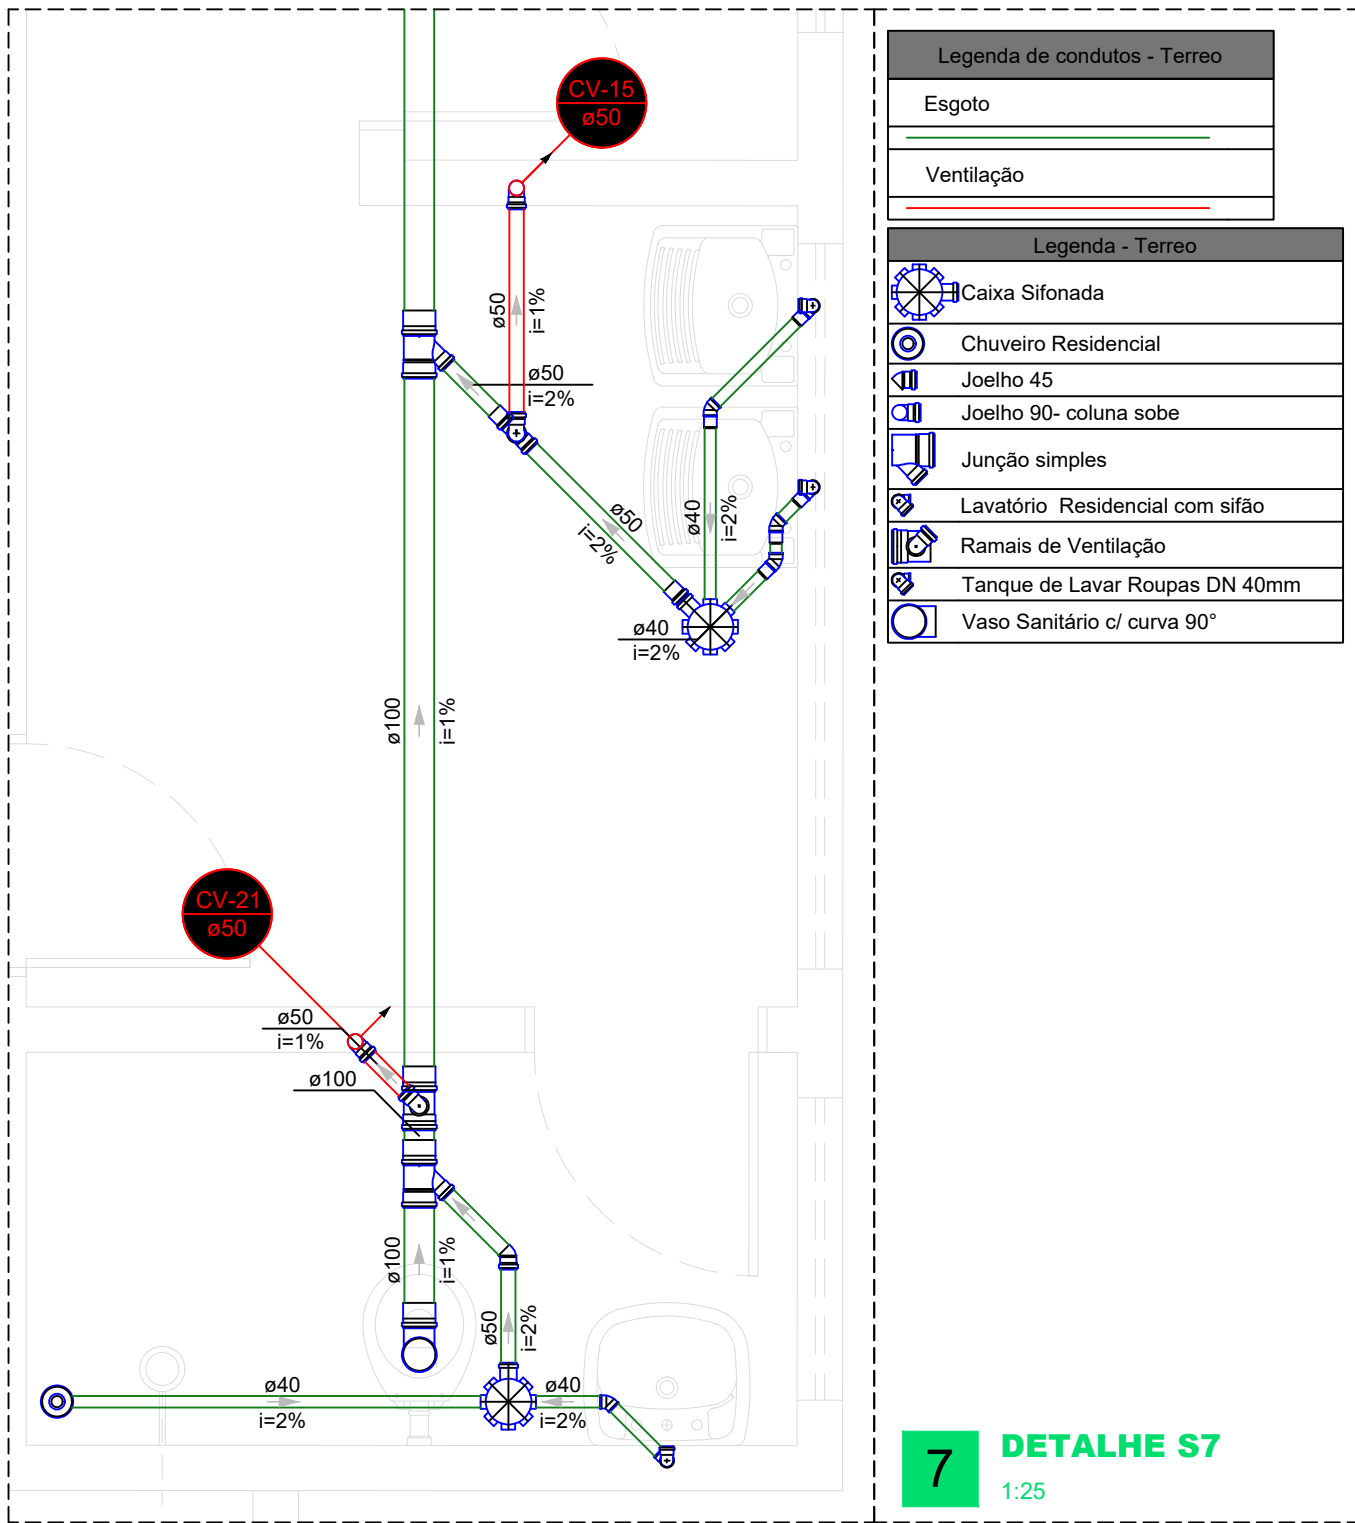 CV-15
ø50
ø50
i=1%
ø50
i=2%
ø50
i=2%
ø40
i=2%
ø40
i=2%
ø100
i=1%
CV-21
ø50
ø50
i=1%
ø100
ø100
i=1%
ø50
i=2%
ø40
i=2%
ø40
i=2%
Legenda de condutos - Terreo
Esgoto
Ventilação
Legenda - Terreo
Caixa Sifonada
Chuveiro Residencial
Joelho 45
Joelho 90- coluna sobe
Junção simples
Lavatório Residencial com sifão
Ramais de Ventilação
Tanque de Lavar Roupas DN 40mm
Vaso Sanitário c/ curva 90°
7
DETALHE S7
1:25